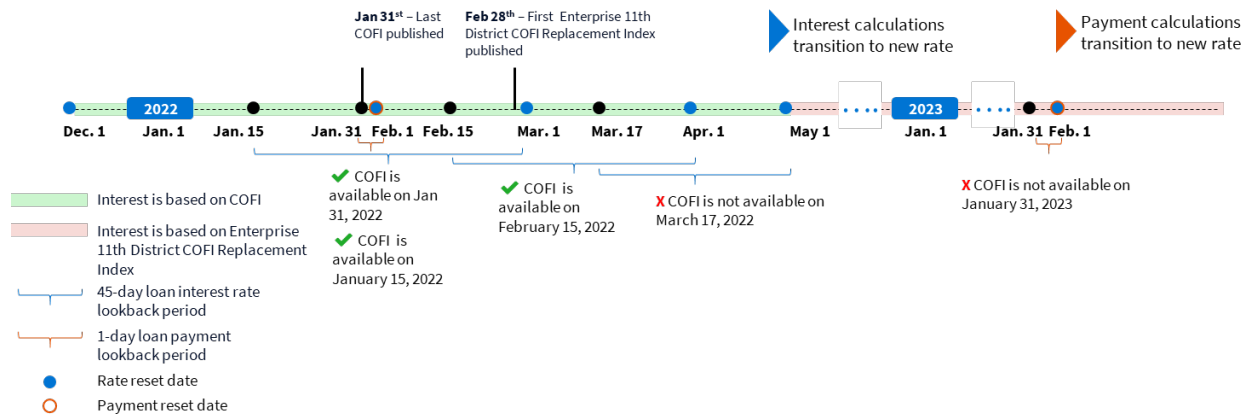 Jan 31st – Last
COFI published
Feb 28th – First Enterprise 11th
District COFI Replacement Index
published
Interest calculations
transition to new rate
Payment calculations
transition to new rate
2022
2023
Dec. 1
Jan. 1
Jan. 15
Jan. 31
Feb. 1
Feb. 15
Mar. 1
Mar. 17
Apr. 1
May 1
Jan. 1
Jan. 31
Feb. 1
COFI is
available on Jan
31, 2022
COFI is
available on
January 15, 2022
COFI is
available on
February 15, 2022
X COFI is not available on
March 17, 2022
X COFI is not available on
January 31, 2023
Interest is based on COFI
Interest is based on Enterprise
11th District COFI Replacement
Index
45-day loan interest rate
lookback period
1-day loan payment
lookback period
Rate reset date
Payment reset date